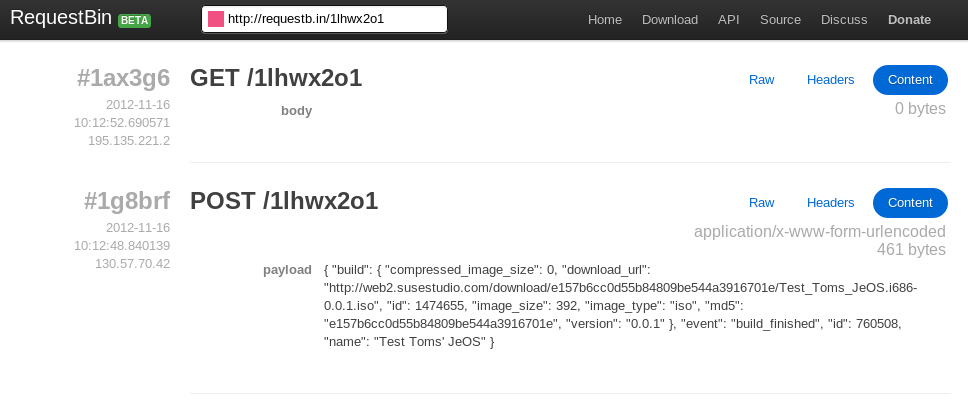 RequestBin BETA http://requestb.in/1lhwx2o1 Home Download API Source Discuss Donate
#1ax3g6 GET /1lhwx2o1 Raw Headers Content
2012-11-16 body 0 bytes
10:12:52.690571
195.135.221.2
#1g8brf POST /1lhwx2o1 Raw Headers Content
2012-11-16 application/x-www-form-urlencoded
10:12:48.840139 461 bytes
130.57.70.42
payload { "build": { "compressed_image_size": 0, "download_url":
"http://web2.susestudio.com/download/e157b6cc0d55b84809be544a3916701e/Test_Toms_JeOS.i686-
0.0.1.iso", "id": 1474655, "image_size": 392, "image_type": "iso", "md5":
"e157b6cc0d55b84809be544a3916701e", "version": "0.0.1" }, "event": "build_finished", "id": 760508,
"name": "Test Toms' JeOS" }